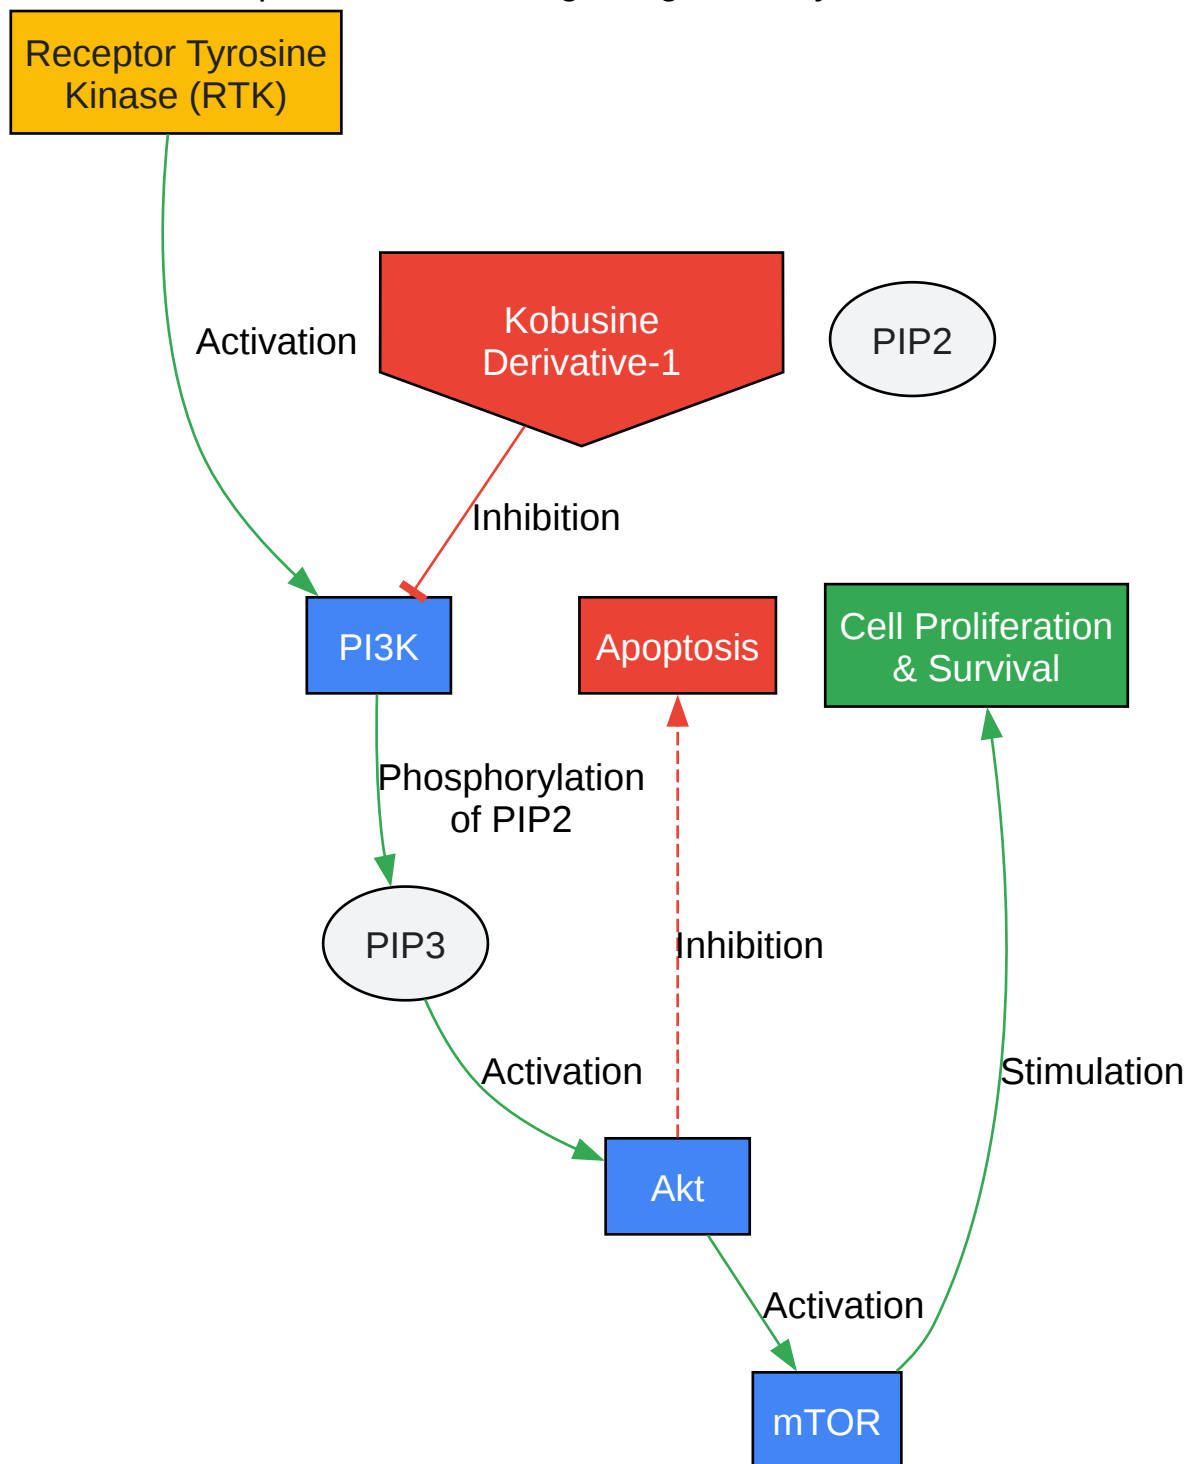 Receptor Tyrosine
Kinase (RTK)
Activation
Kobusine
Derivative-1
PIP2
Inhibition
PI3K
Apoptosis
Cell Proliferation
& Survival
Phosphorylation
of PIP2
PIP3
Inhibition
Activation
Stimulation
Akt
Activation
mTOR